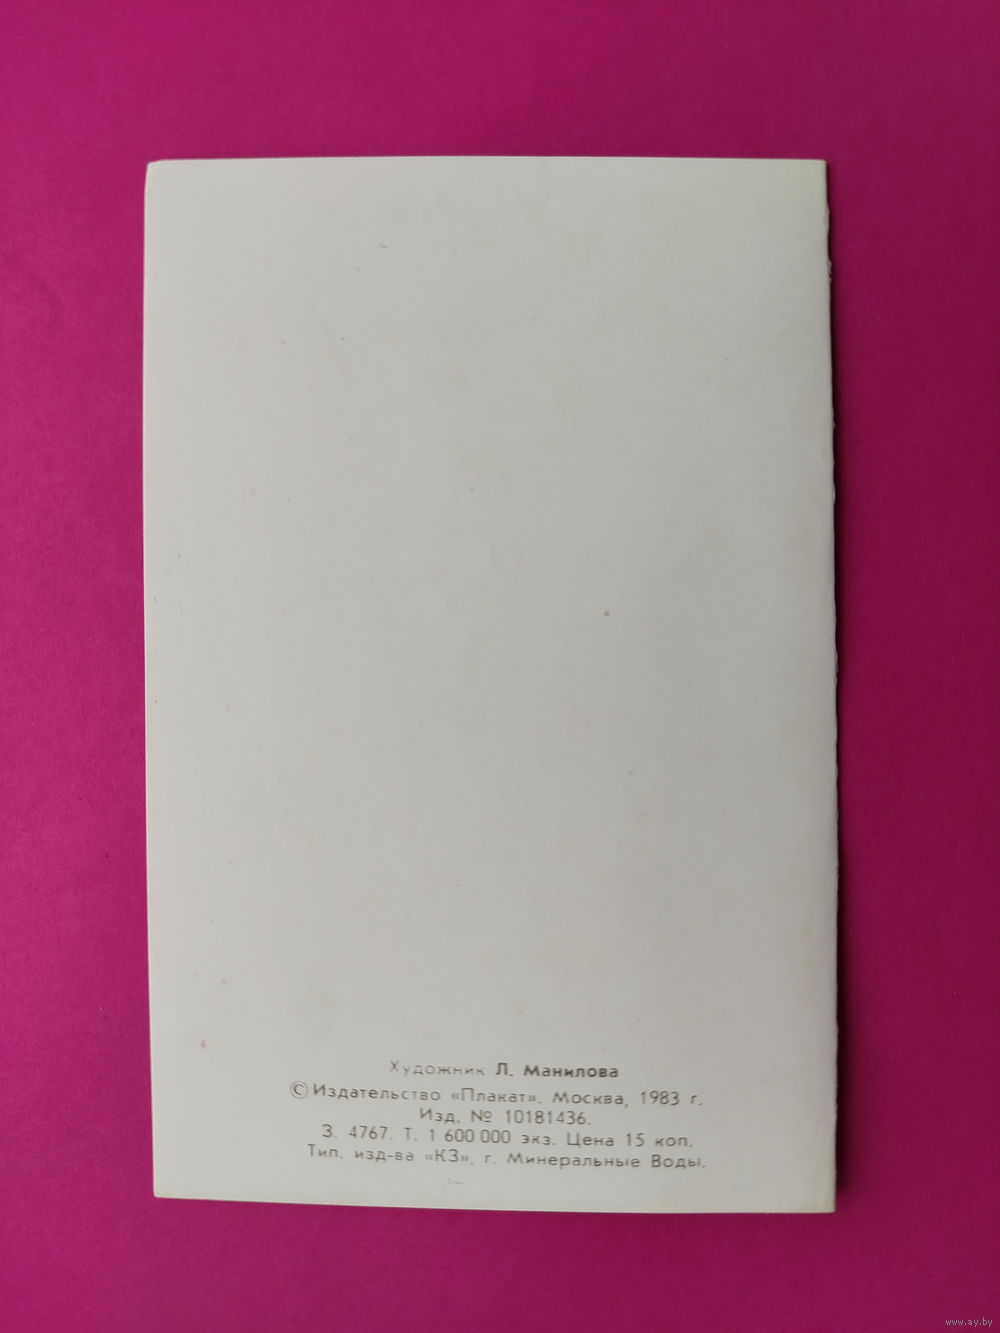 Художник Л. Манилова
© Издательство «Плакат». Москва, 1983 г.
Изд. № 10181436.
З. 4767. Т. 1 600 000 экз. Цена 15 коп.
Тип. изд-ва «КЗ», г. Минеральные Воды.
www.ay.by